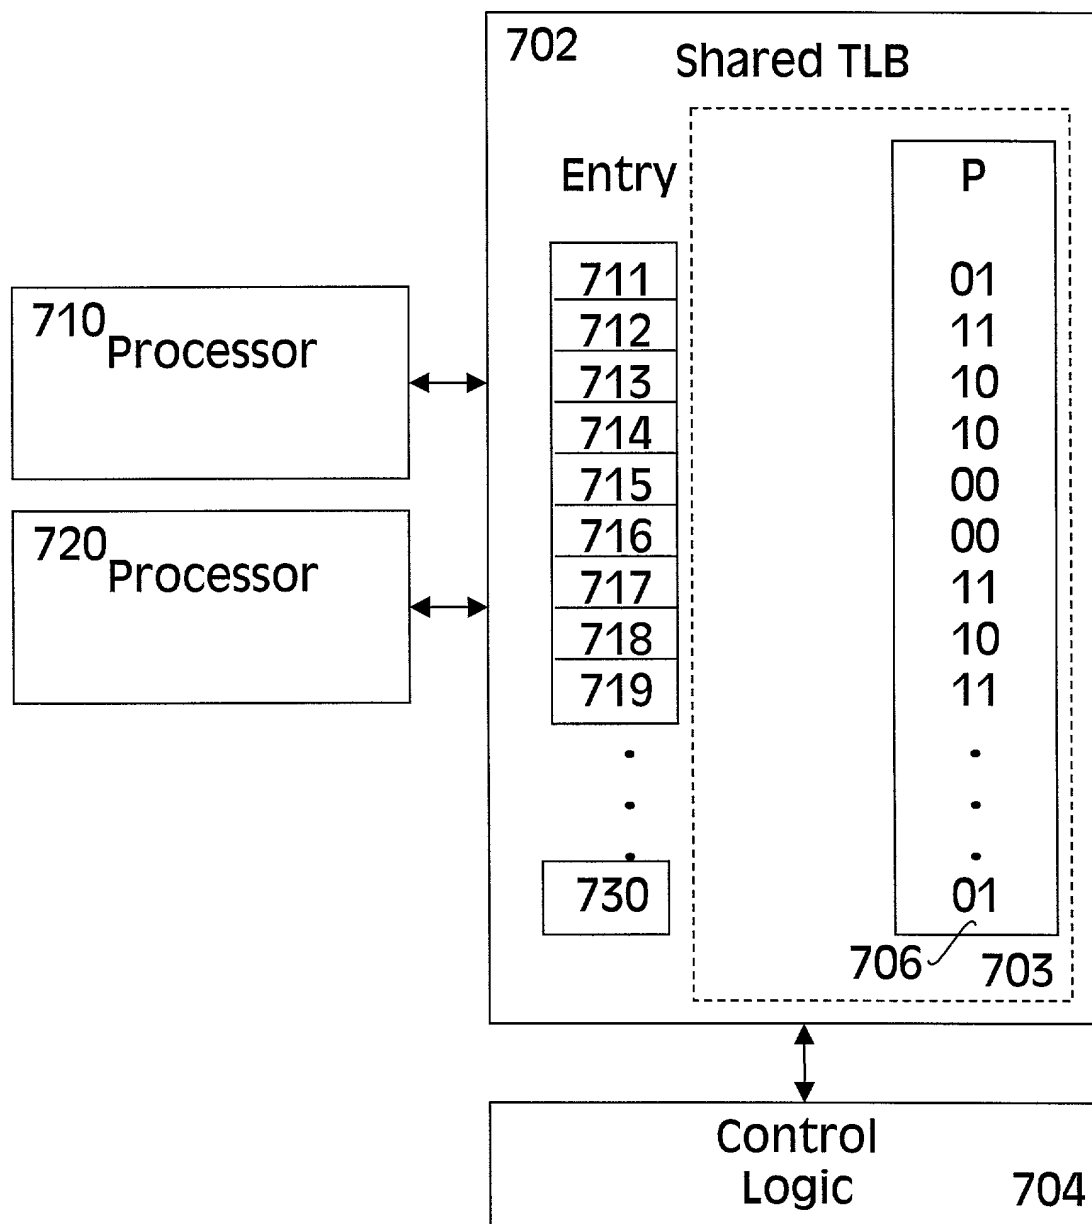 702
Shared TLB
Entry P
711 01
712 11
713 10
714 10
715 00
716 00
717 11
718 10
719 11
730 01
706 703
710
Processor
720
Processor
Control
Logic
704